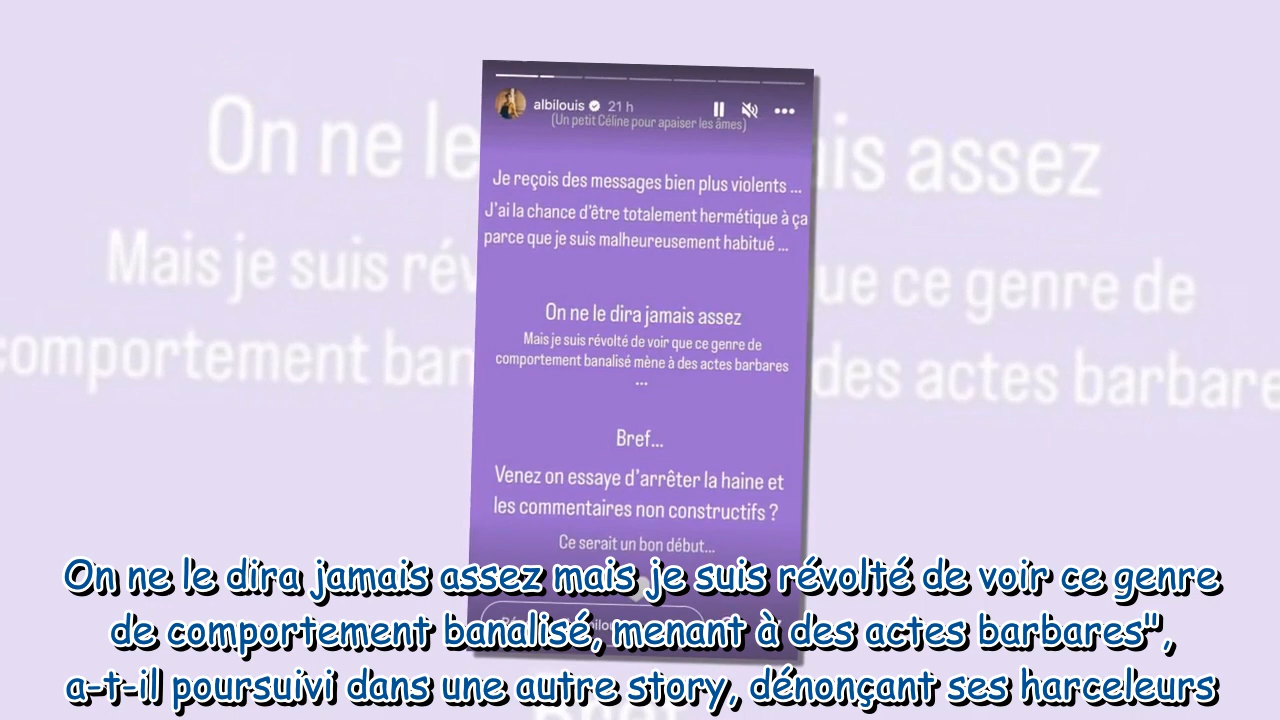 albilouis 21 h
(Un petit Céline pour apaiser les âmes)
Je reçois des messages bien plus violents ...
J'ai la chance d'être totalement hermétique à ça
parce que je suis malheureusement habitué ...
On ne le dira jamais assez
Mais je suis révolté de voir que ce genre de
comportement banalisé mène à des actes barbares
...
Bref...
Venez on essaye d'arrêter la haine et
les commentaires non constructifs ?
Ce serait un bon début...
On ne le dira jamais assez mais je suis révolté de voir ce genre
de comportement banalisé, menant à des actes barbares",
a-t-il poursuivi dans une autre story, dénonçant ses harceleurs